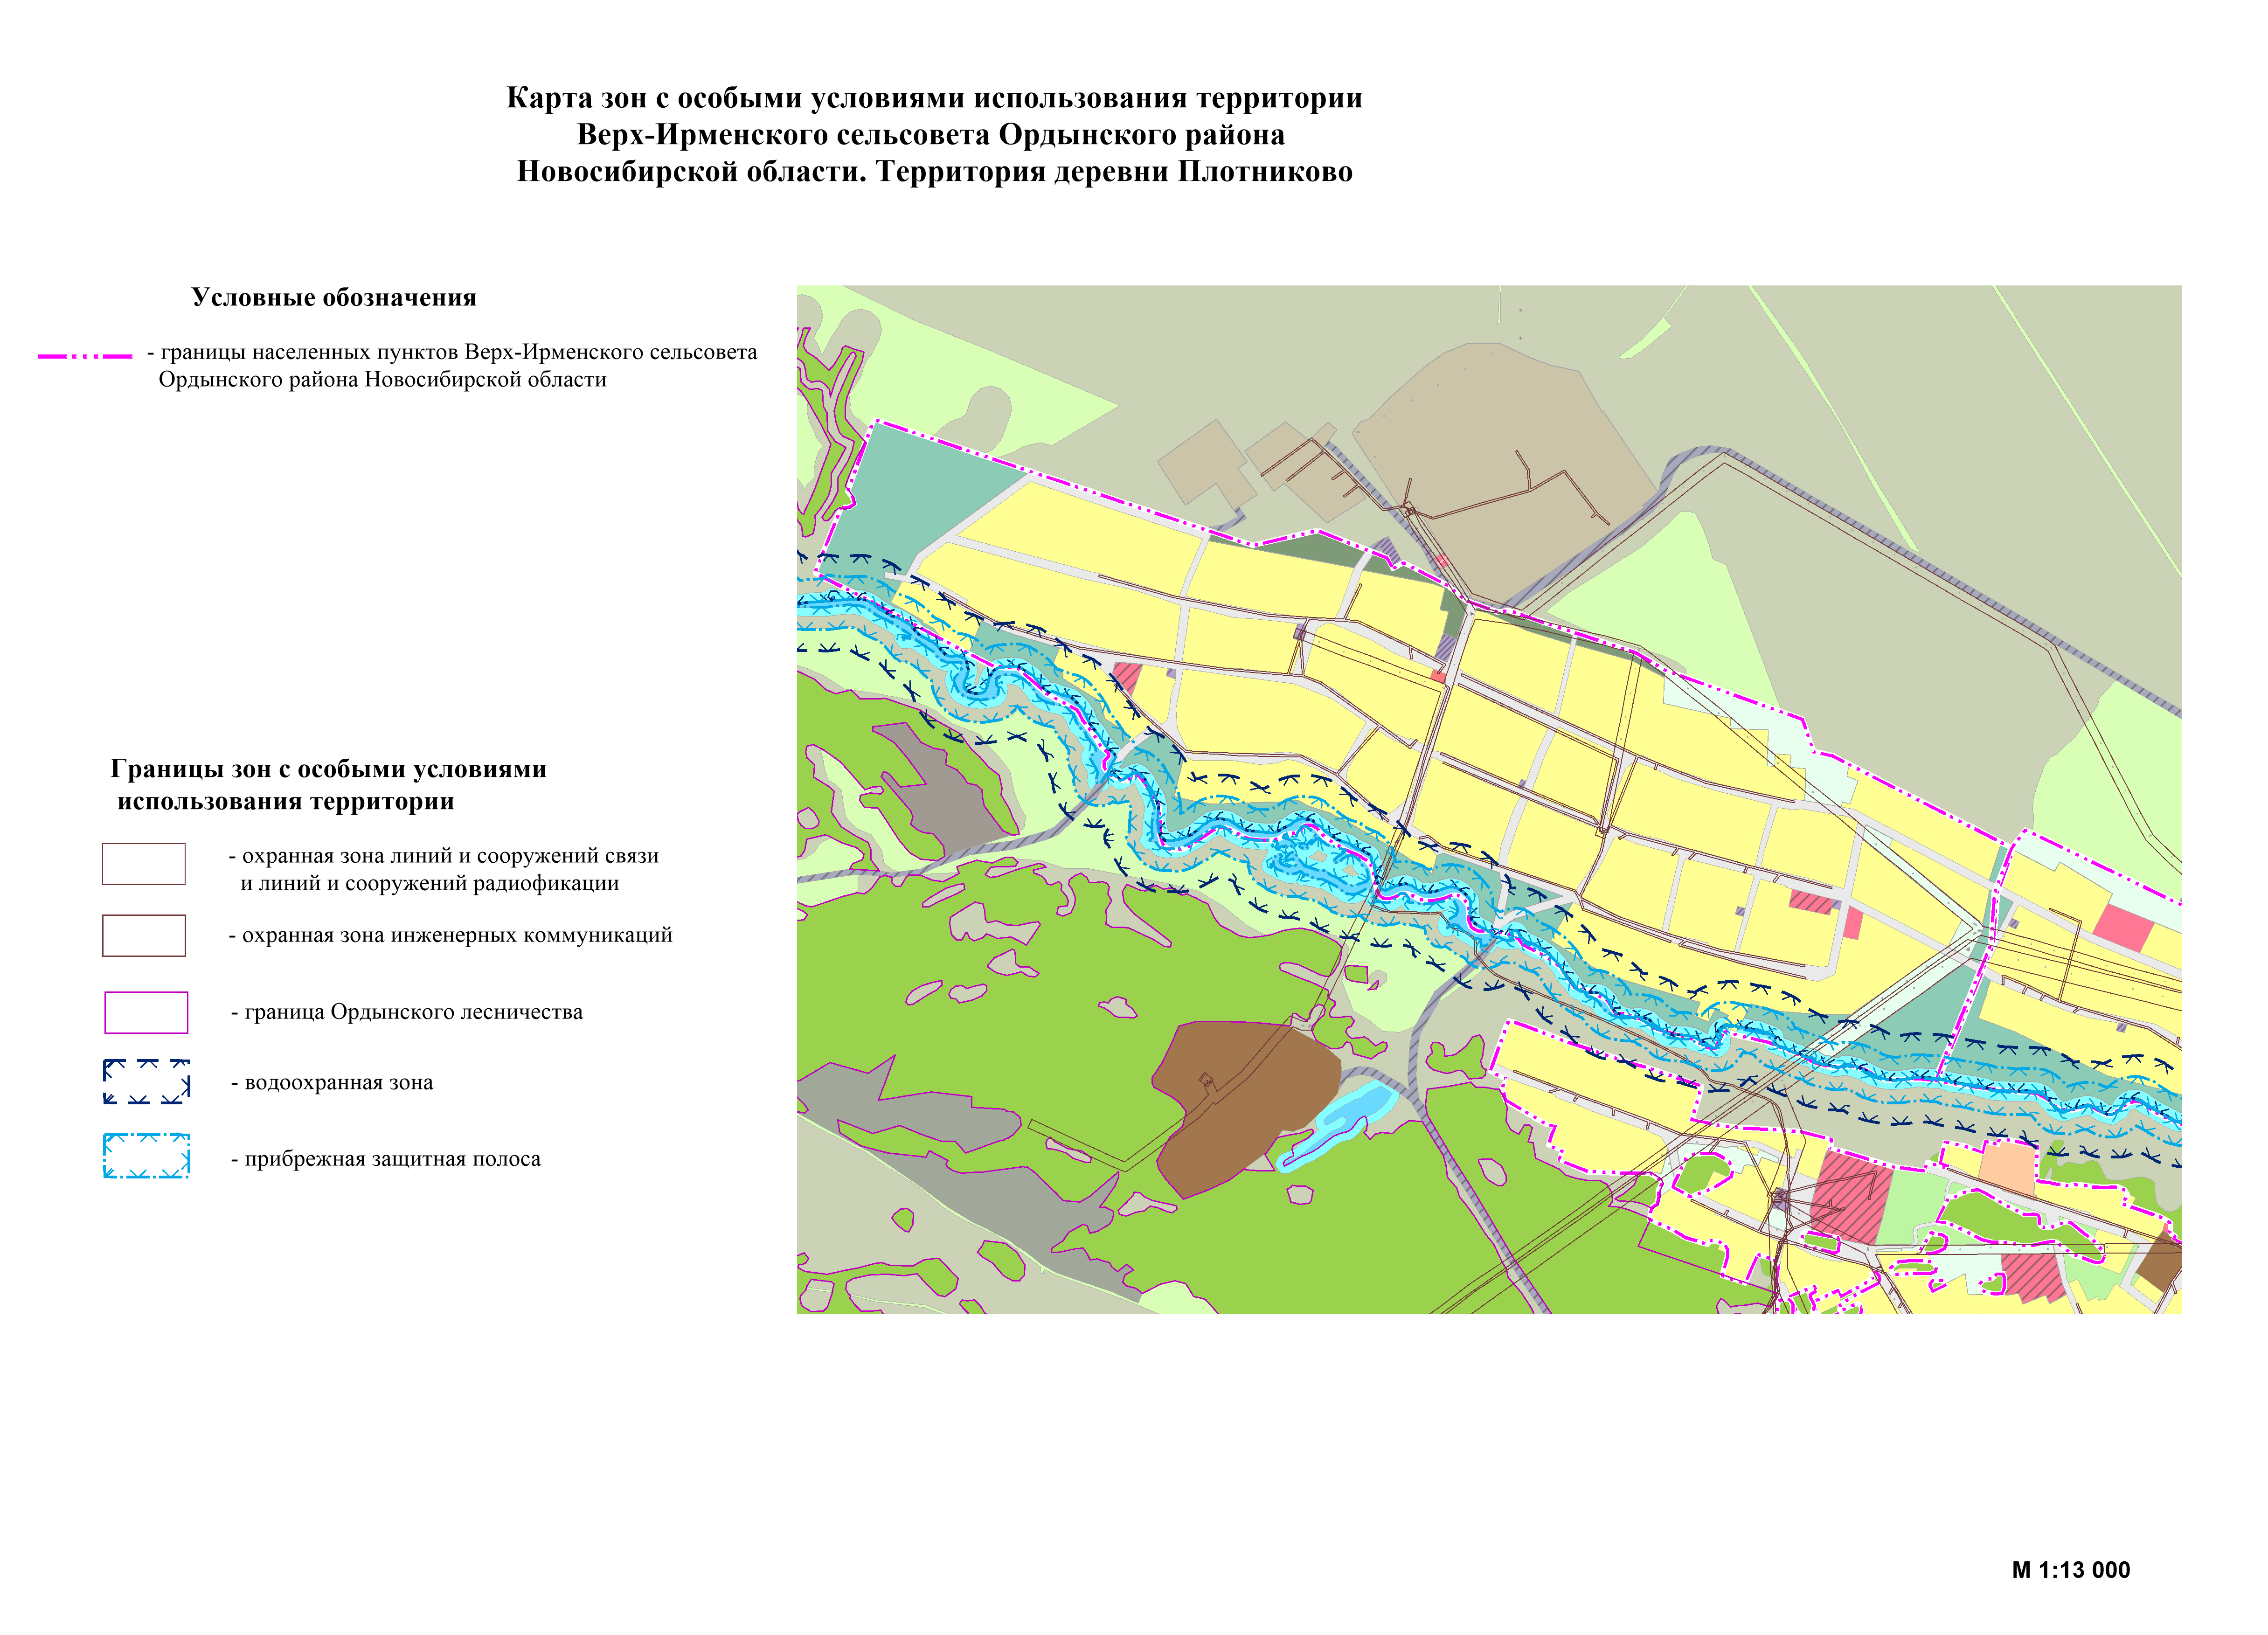 Карта зон с особыми условиями использования территории
Верх-Ирменского сельсовета Ордынского района
Новосибирской области. Территория деревни Плотниково
Условные обозначения
- границы населенных пунктов Верх-Ирменского сельсовета
Ордынского района Новосибирской области
Границы зон с особыми условиями
использования территории
- охранная зона линий и сооружений связи
и линий и сооружений радиофикации
- охранная зона инженерных коммуникаций
- граница Ордынского лесничества
- водоохранная зона
- прибрежная защитная полоса
М 1:13 000